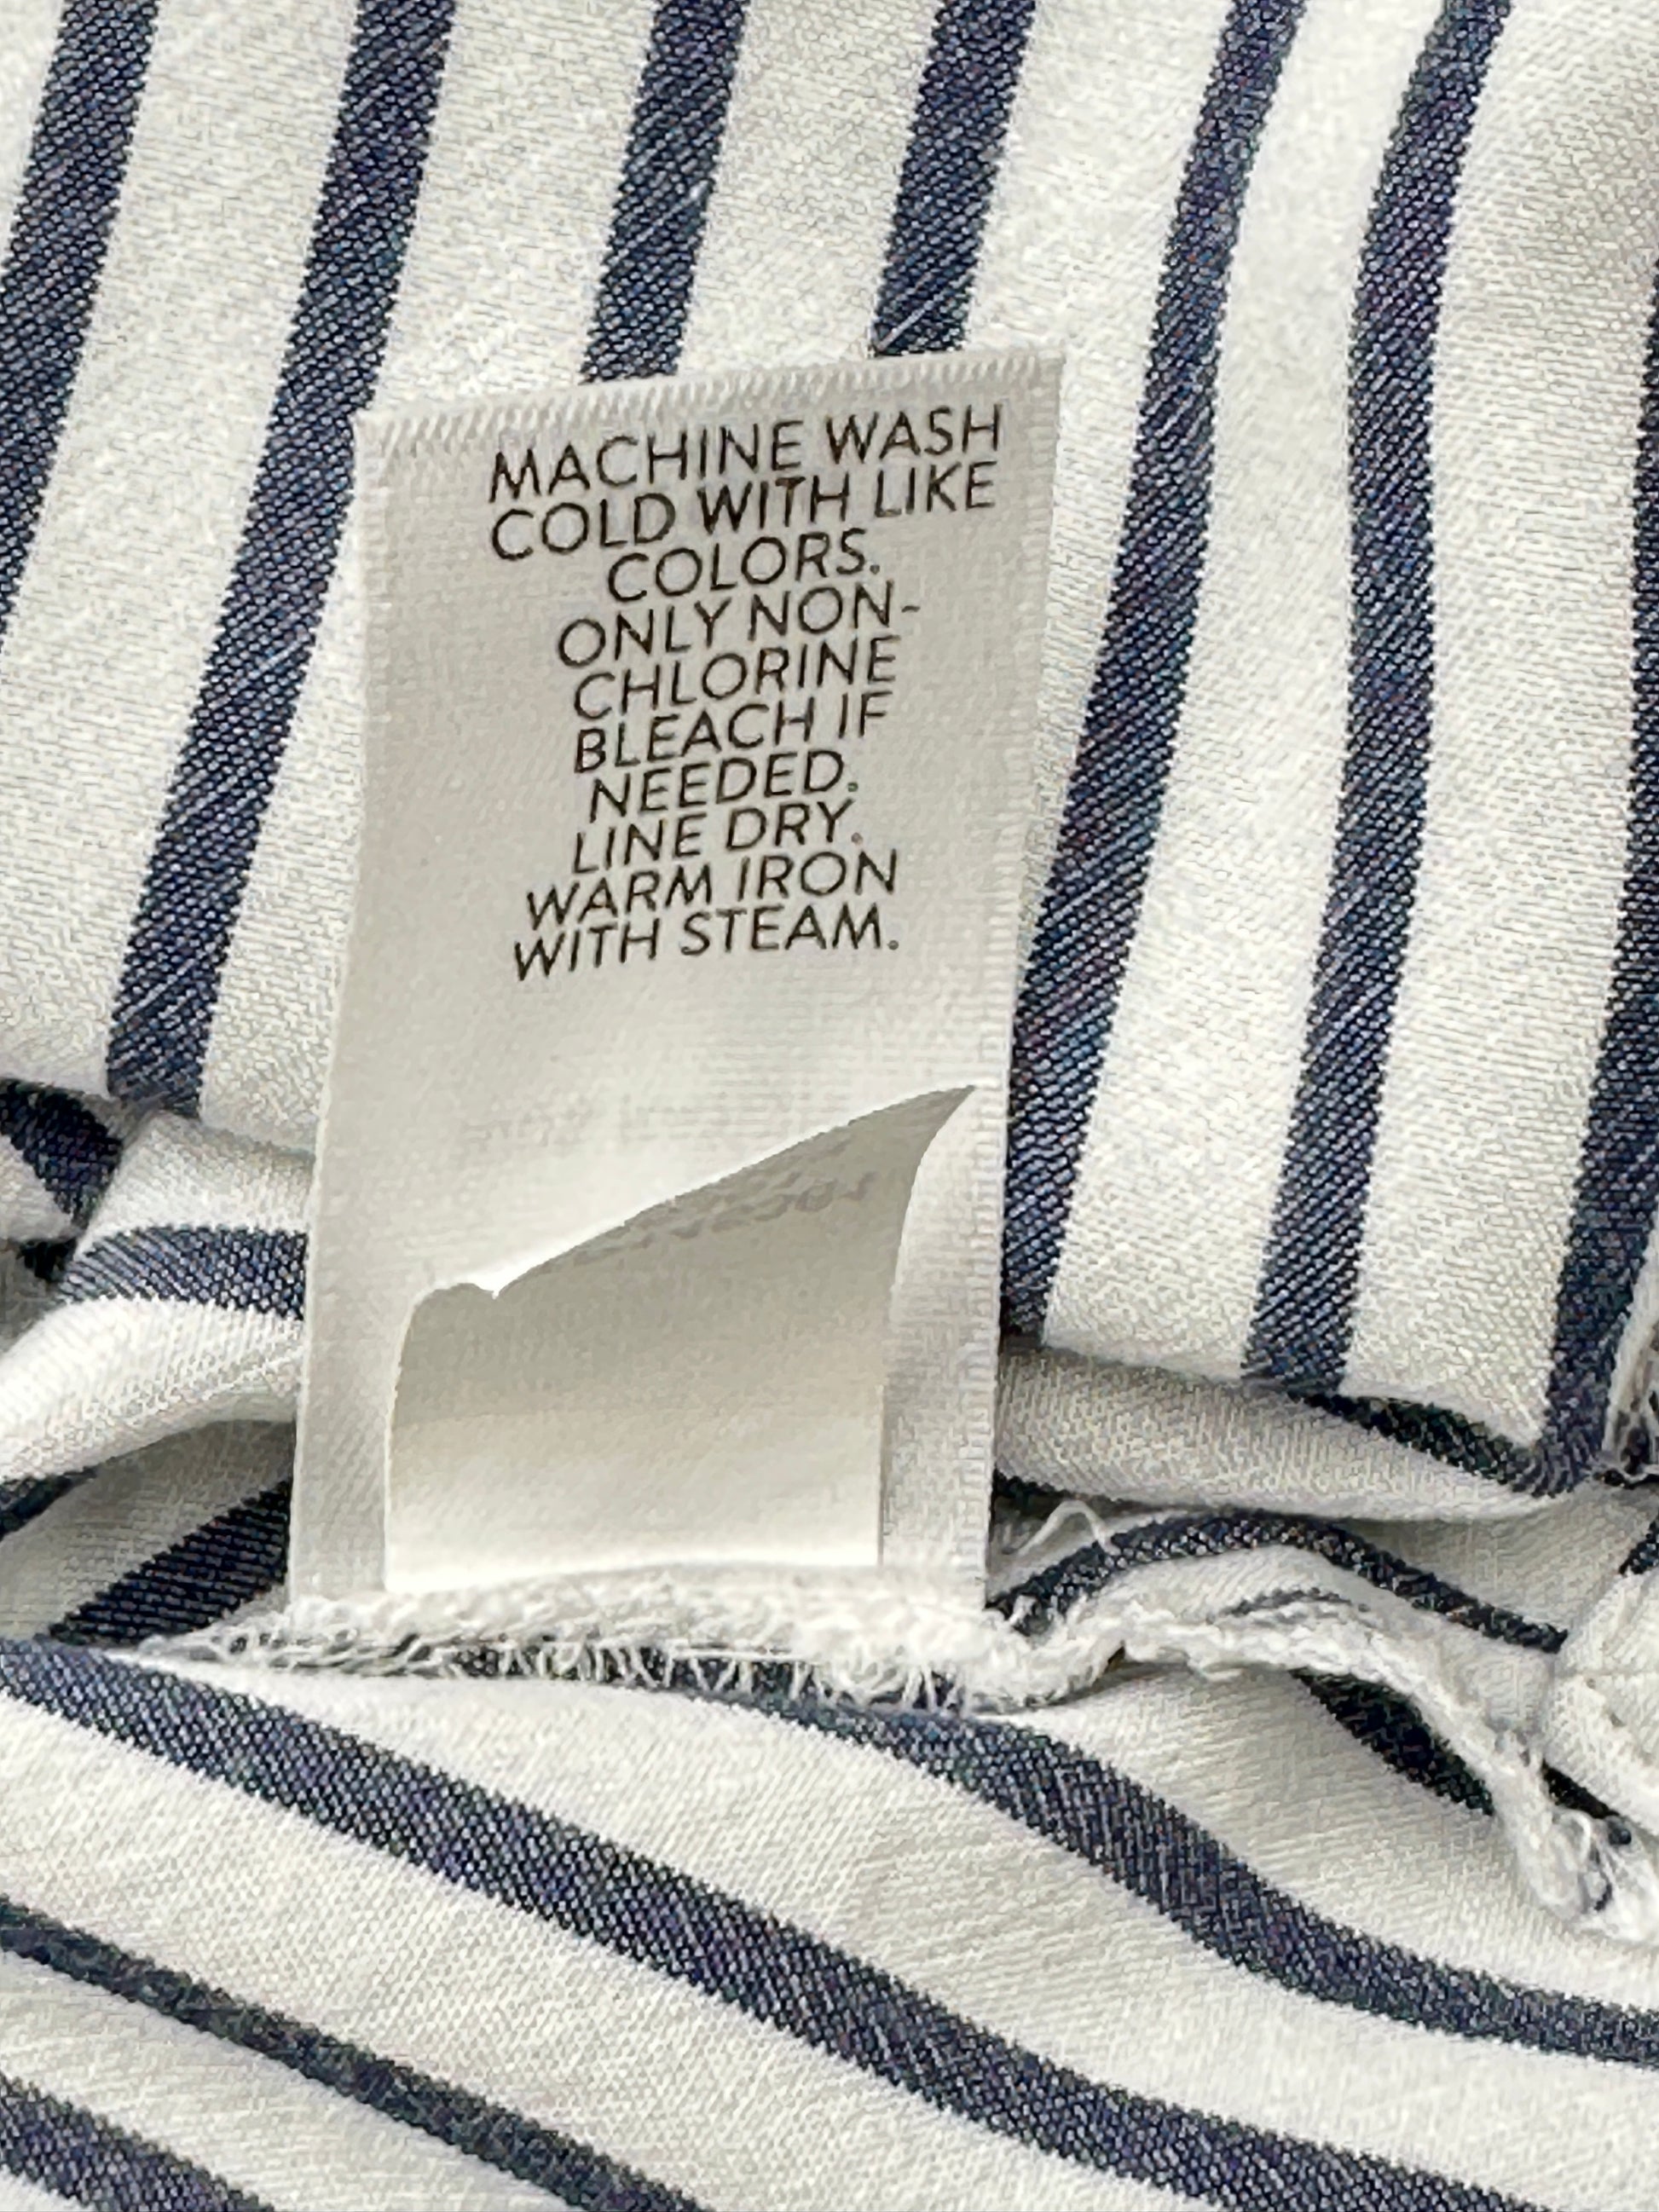 MACHINE WASH
COLD WITH LIKE
COLORS.
ONLY NON-
CHLORINE
BLEACH IF
NEEDED.
LINE DRY.
WARM IRON
WITH STEAM.